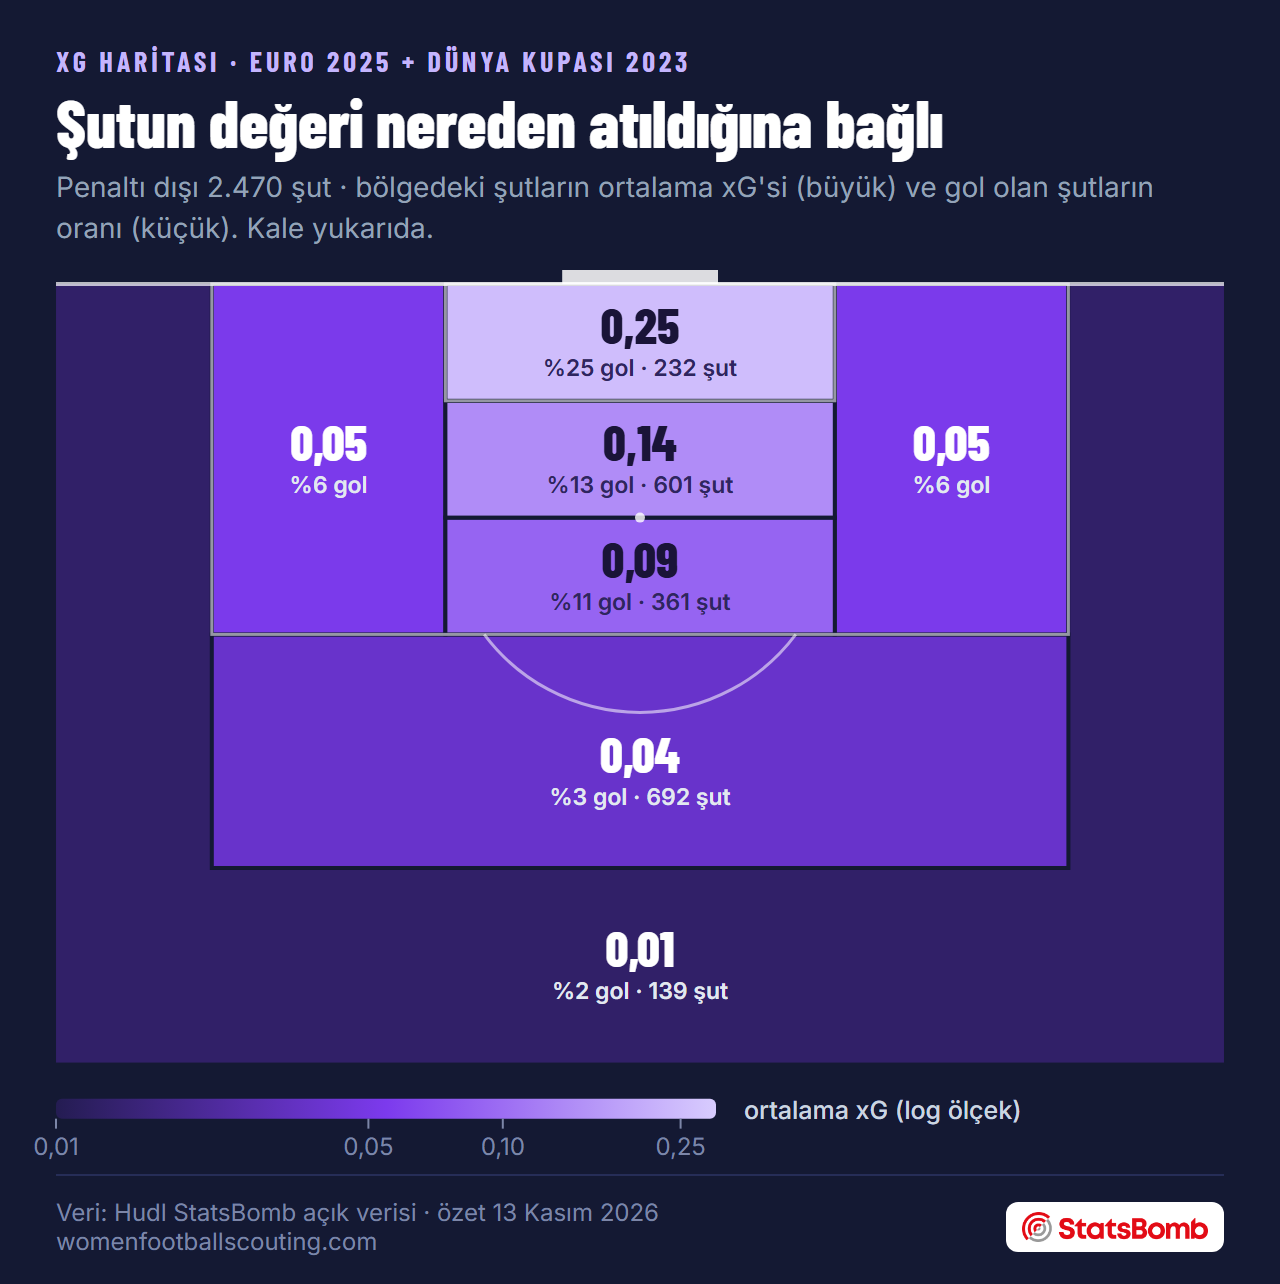 XG HARİTASI · EURO 2025 + DÜNYA KUPASI 2023
Şutun değeri nereden atıldığına bağlı
Penaltı dışı 2.470 şut · bölgedeki şutların ortalama xG'si (büyük) ve gol olan şutların
oranı (küçük). Kale yukarıda.
0,25
%25 gol · 232 şut
0,05
%6 gol
0,14
%13 gol · 601 şut
0,05
%6 gol
0,09
%11 gol · 361 şut
0,04
%3 gol · 692 şut
0,01
%2 gol · 139 şut
ortalama xG (log ölçek)
0,01 0,05 0,10 0,25
Veri: Hudl StatsBomb açık verisi · özet 13 Kasım 2026
womenfootballscouting.com
StatsBomb